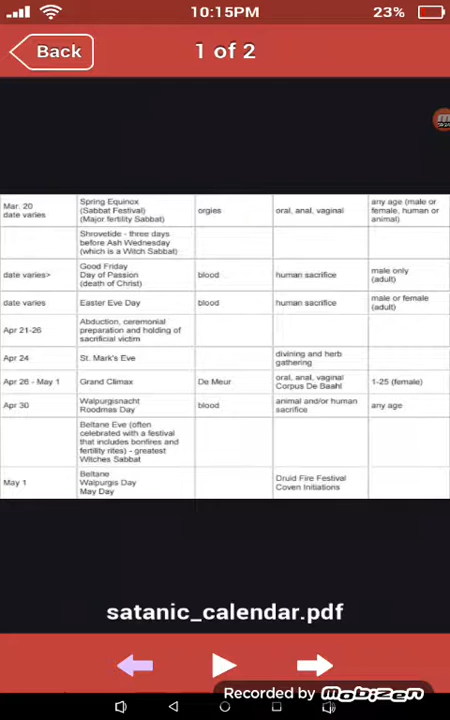 10:15PM
23%
Back
1 of 2
Mar. 20
date varies
Spring Equinox
(Sabbat Festival)
(Major fertility Sabbat)
orgies
oral, anal, vaginal
any age (male or
female, human or
animal)
Shrovetide - three days
before Ash Wednesday
(which is a Witch Sabbat)
date varies>
Good Friday
Day of Passion
(death of Christ)
blood
human sacrifice
male only
(adult)
date varies
Easter Eve Day
blood
human sacrifice
male or female
(adult)
Apr 21-26
Abduction, ceremonial
preparation and holding of
sacrificial victim
Apr 24
St. Mark's Eve
divining and herb
gathering
Apr 26 - May 1
Grand Climax
De Meur
oral, anal, vaginal
Corpus De Baahl
1-25 (female)
Apr 30
Walpurgisnacht
Roodmas Day
blood
animal and/or human
sacrifice
any age
Beltane Eve (often
celebrated with a festival
that includes bonfires and
fertility rites) - greatest
Witches Sabbat
May 1
Beltane
Walpurgis Day
May Day
Druid Fire Festival
Coven Initiations
satanic_calendar.pdf
Recorded by Mobizen